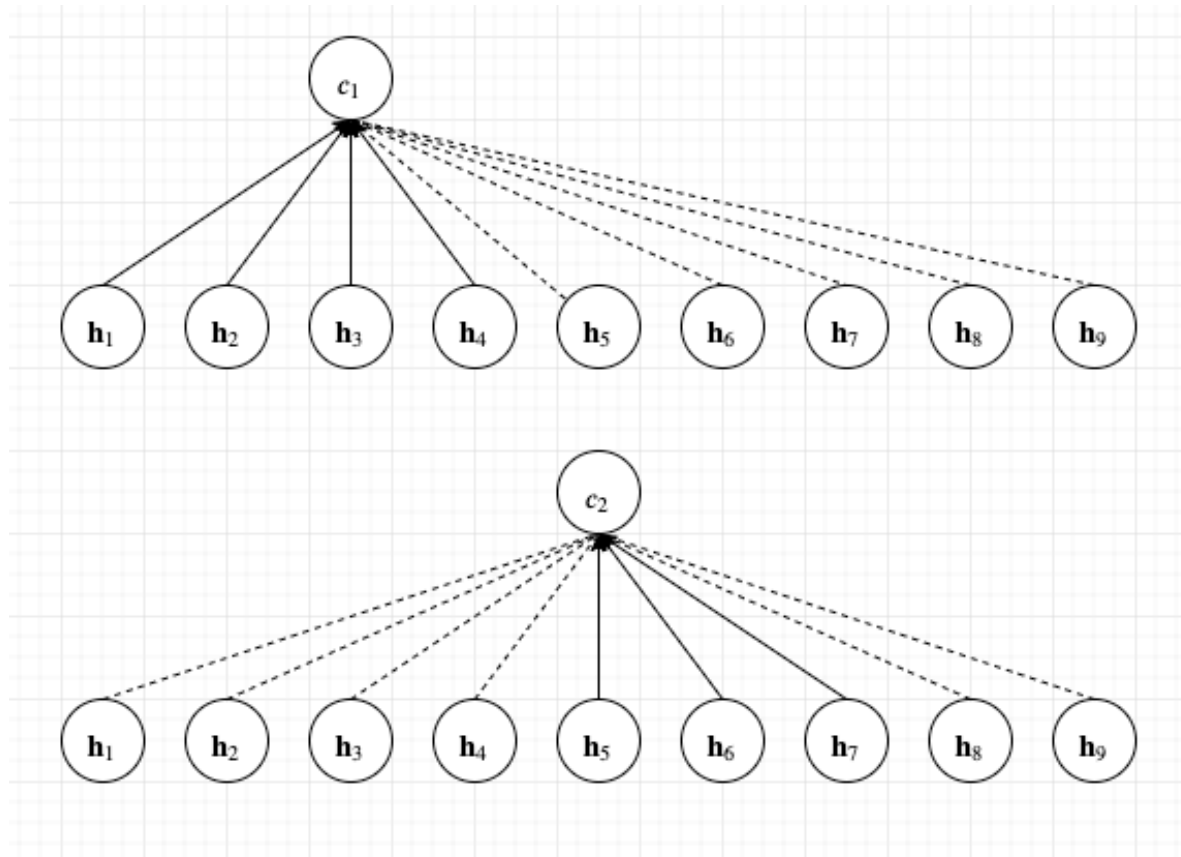 c₁
h₁ h₂ h₃ h₄ h₅ h₆ h₇ h₈ h₉
c₂
h₁ h₂ h₃ h₄ h₅ h₆ h₇ h₈ h₉